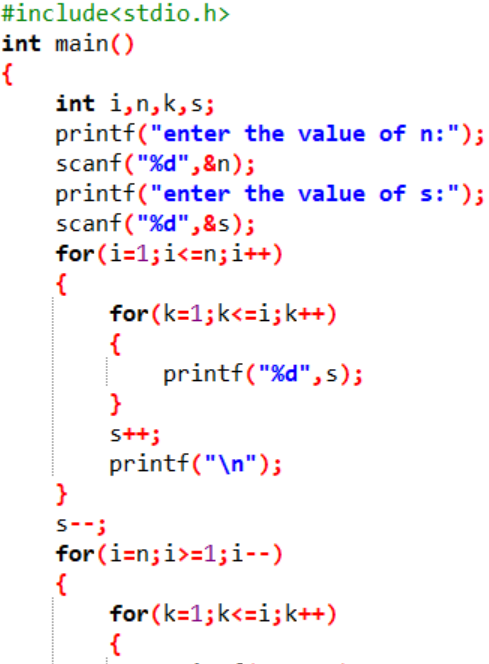 #include<stdio.h>
int main()
{
    int i,n,k,s;
    printf("enter the value of n:");
    scanf("%d",&n);
    printf("enter the value of s:");
    scanf("%d",&s);
    for(i=1;i<=n;i++)
    {
        for(k=1;k<=i;k++)
        {
            printf("%d",s);
        }
        s++;
        printf("\n");
    }
    s--;
    for(i=n;i>=1;i--)
    {
        for(k=1;k<=i;k++)
        {